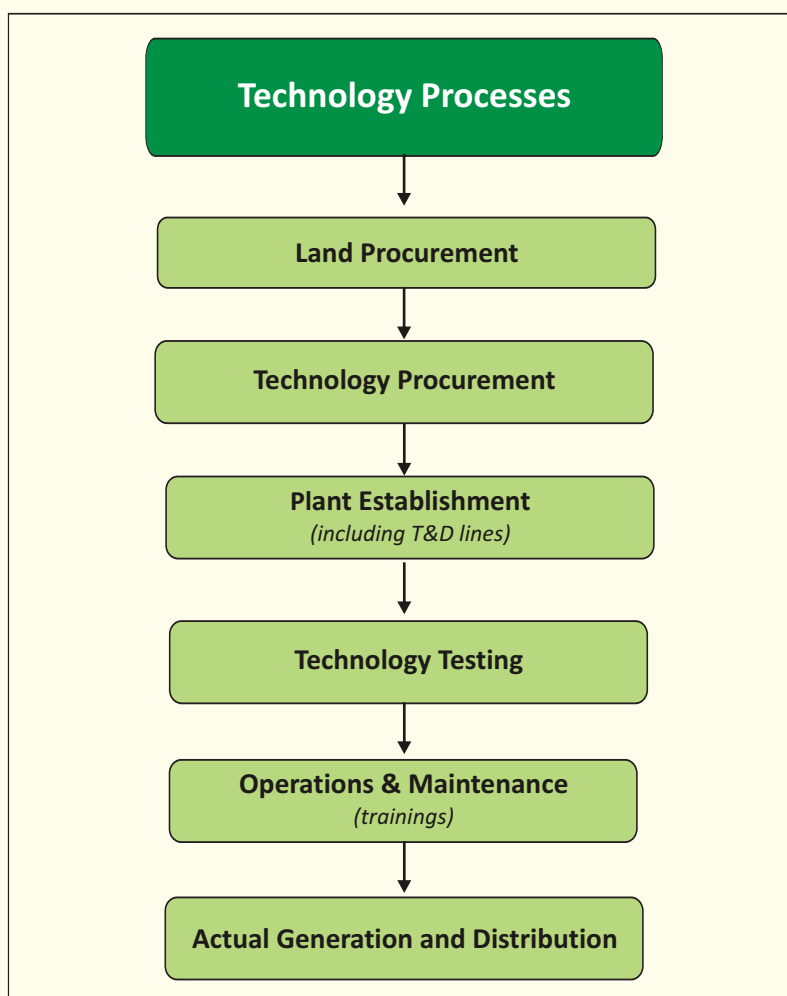 Technology Processes
Land Procurement
Technology Procurement
Plant Establishment
(including T&D lines)
Technology Testing
Operations & Maintenance
(trainings)
Actual Generation and Distribution